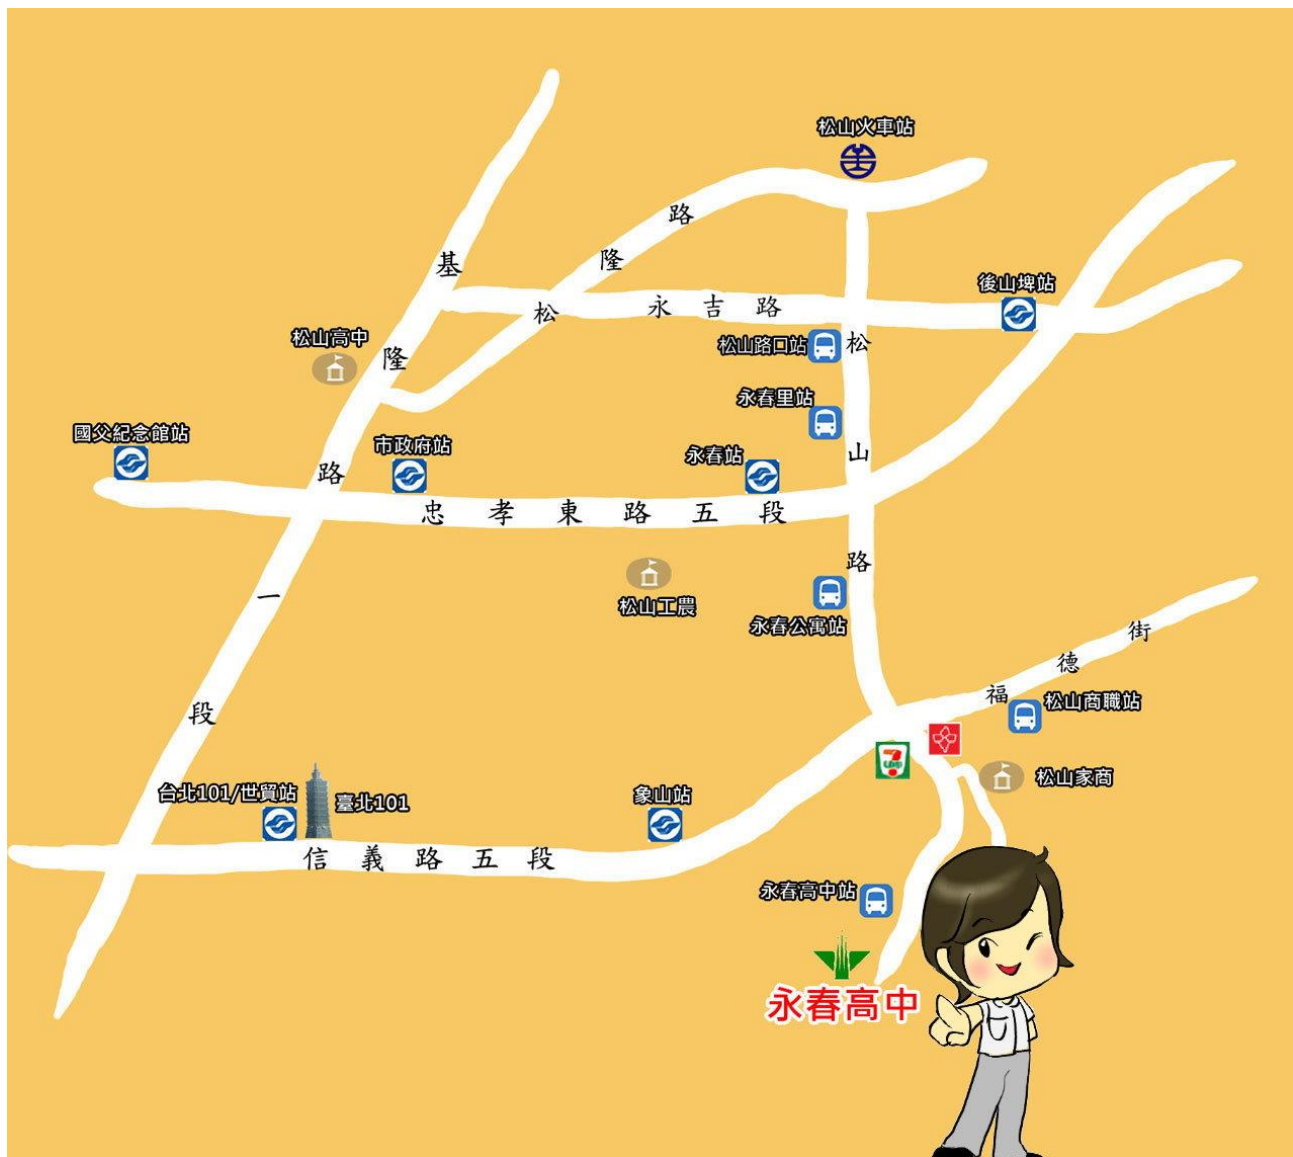 松山火車站
基隆路一段
松隆路
永吉路
後山埤站
松山高中
松山路口站
松山路
永春里站
國父紀念館站
市政府站
永春站
忠孝東路五段
松山工農
永春公寓站
福德街
松山商職站
松山家商
台北101/世貿站
臺北101
象山站
信義路五段
永春高中站
永春高中